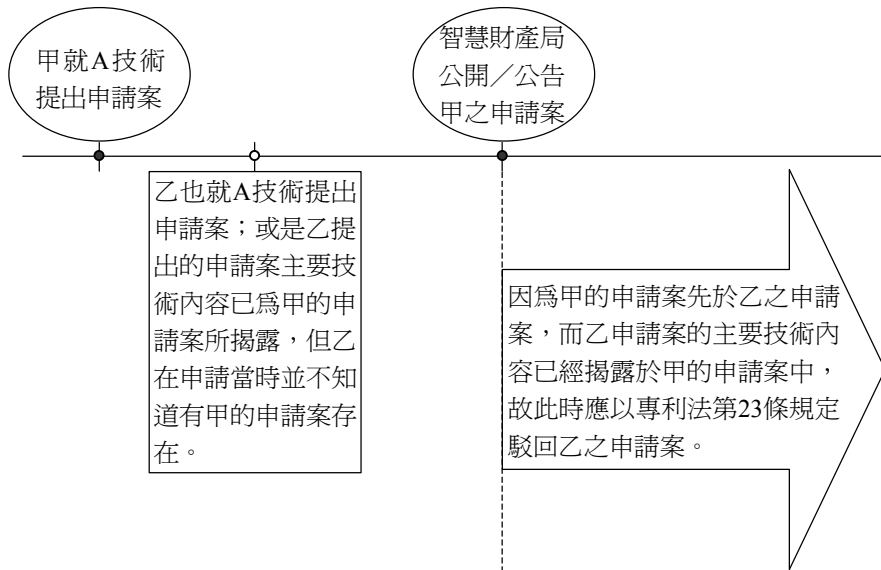 甲就A技術
提出申請案
智慧財產局
公開／公告
甲之申請案
乙也就A技術提出
申請案；或是乙提
出的申請案主要技
術內容已爲甲的申
請案所揭露，但乙
在申請當時並不知
道有甲的申請案存
在。
因爲甲的申請案先於乙之申請
案，而乙申請案的主要技術內
容已經揭露於甲的申請案中，
故此時應以專利法第23條規定
駁回乙之申請案。